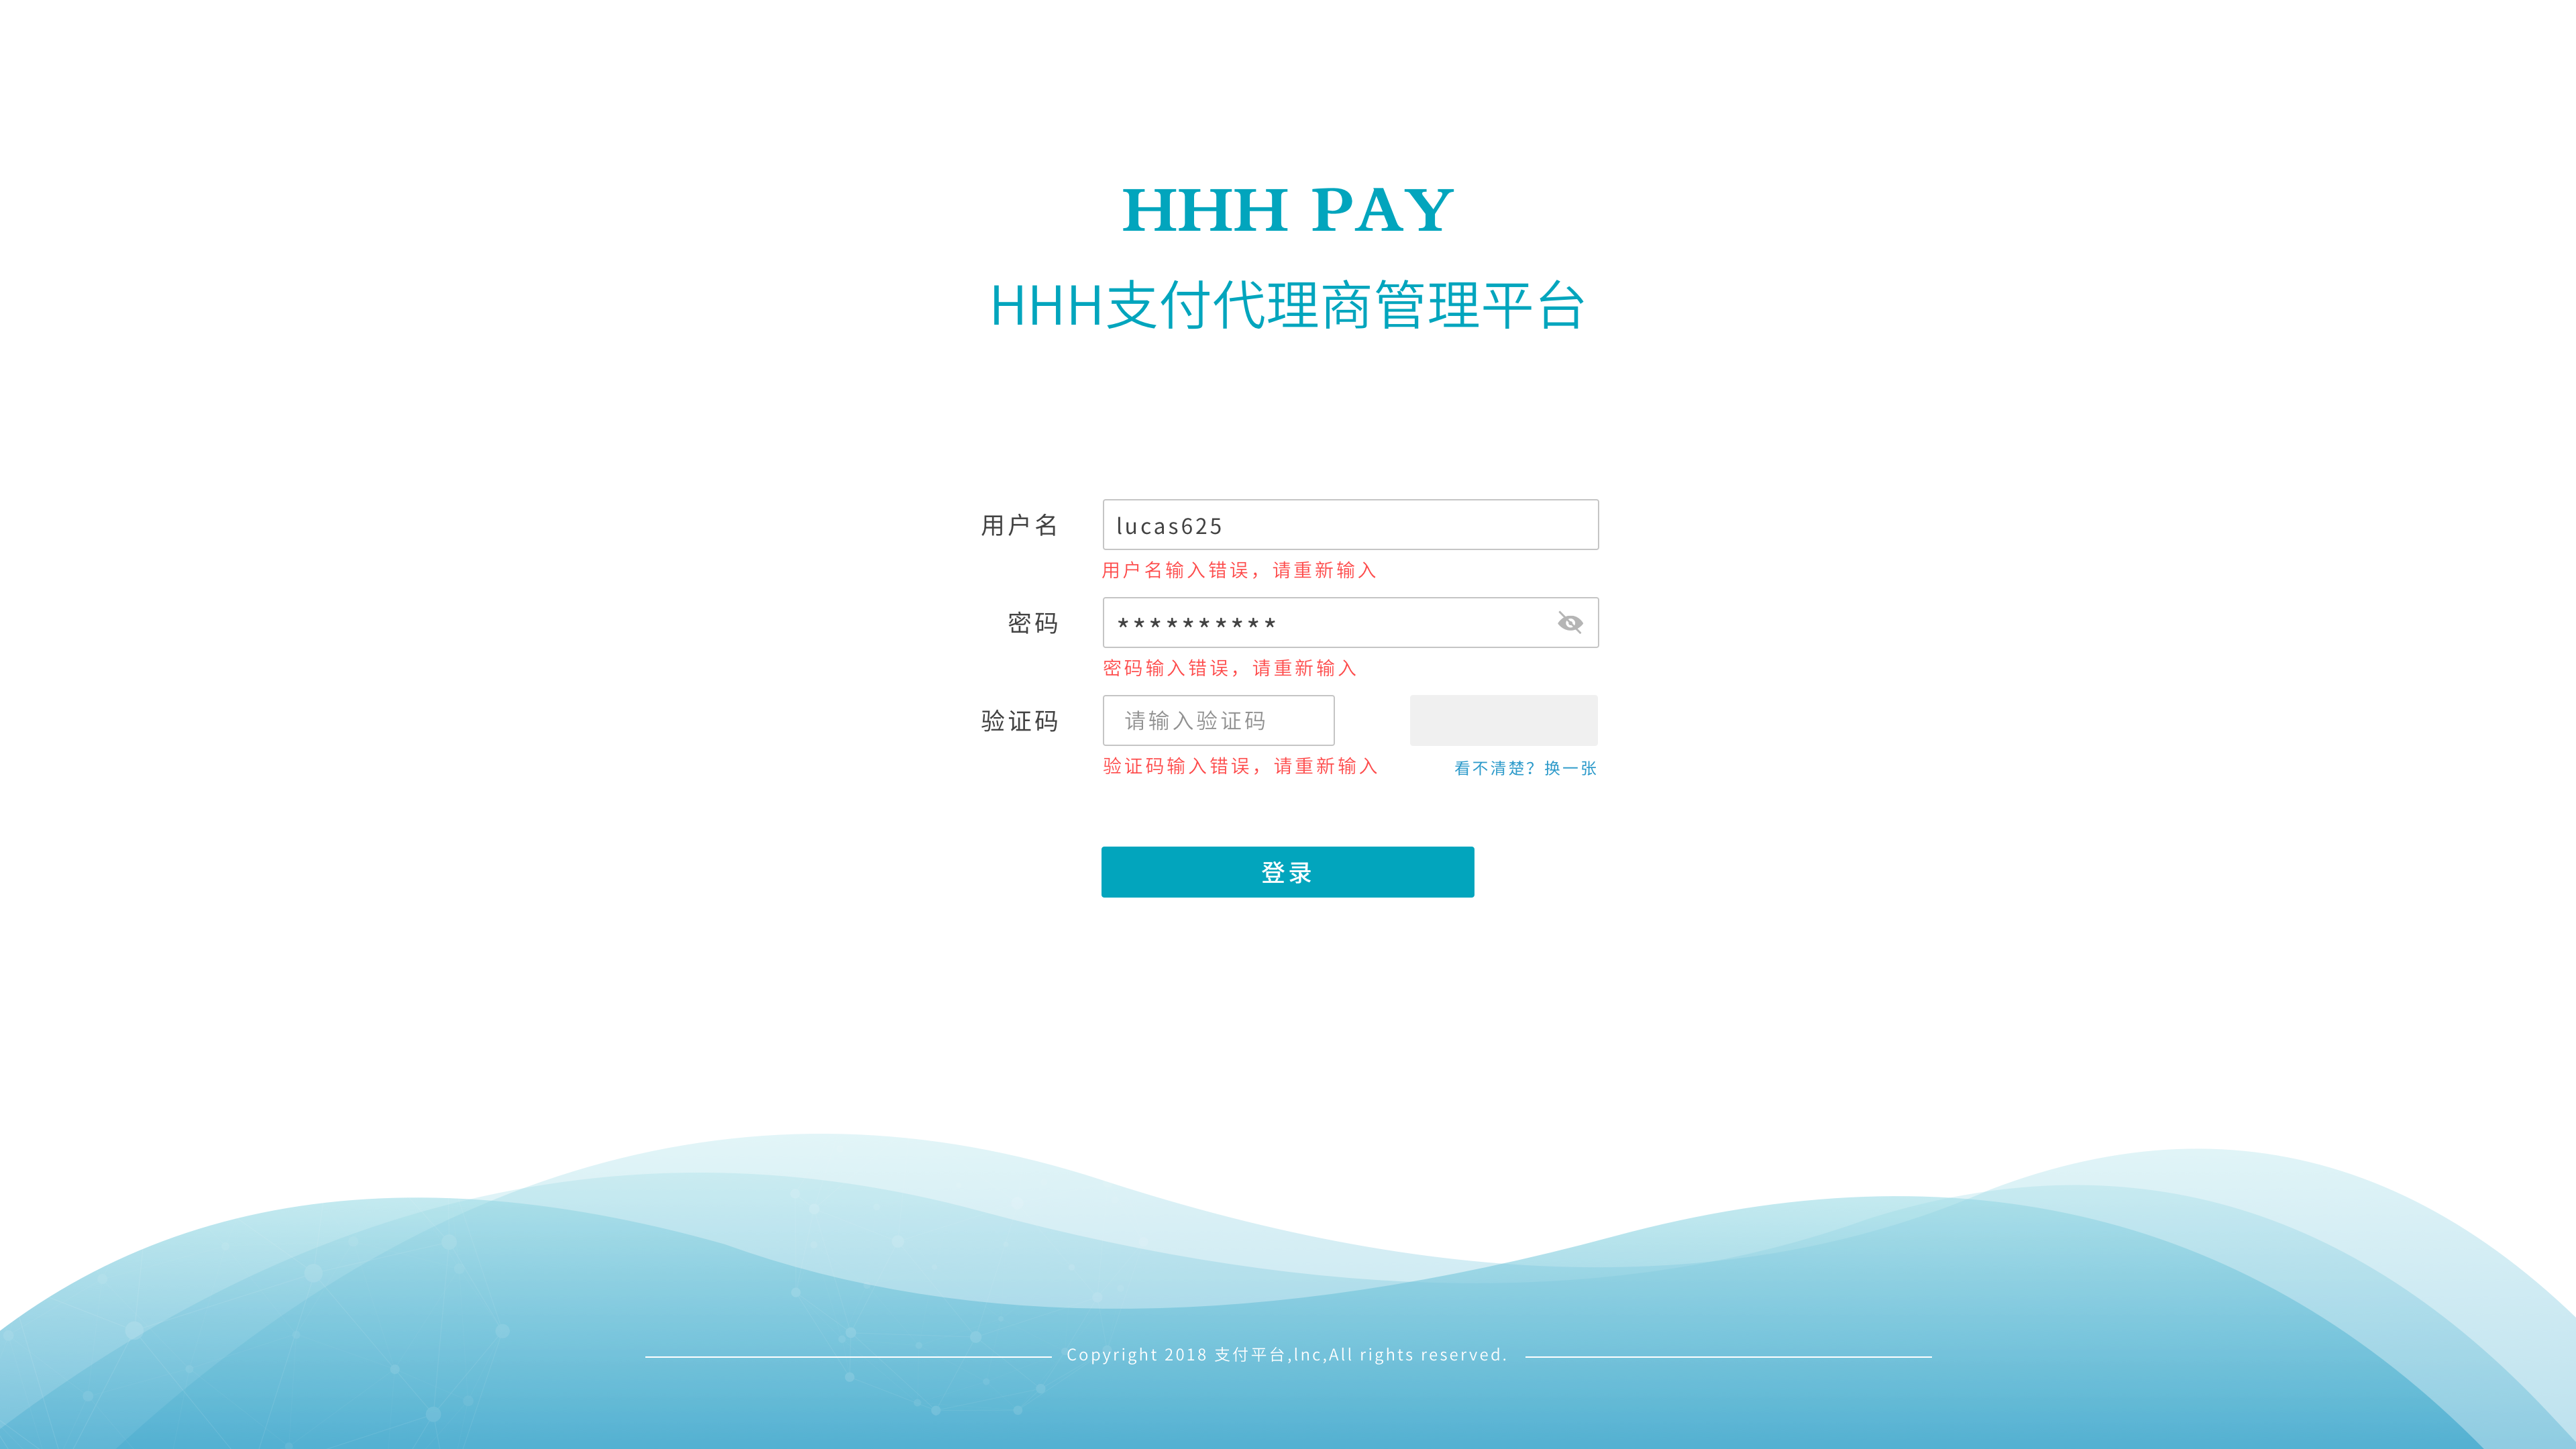 HHH PAY
HHH支付代理商管理平台
用户名 lucas625
用户名输入错误，请重新输入
密码 **********
密码输入错误，请重新输入
验证码 请输入验证码
验证码输入错误，请重新输入 看不清楚？换一张
登录
Copyright 2018 支付平台,lnc,All rights reserved.